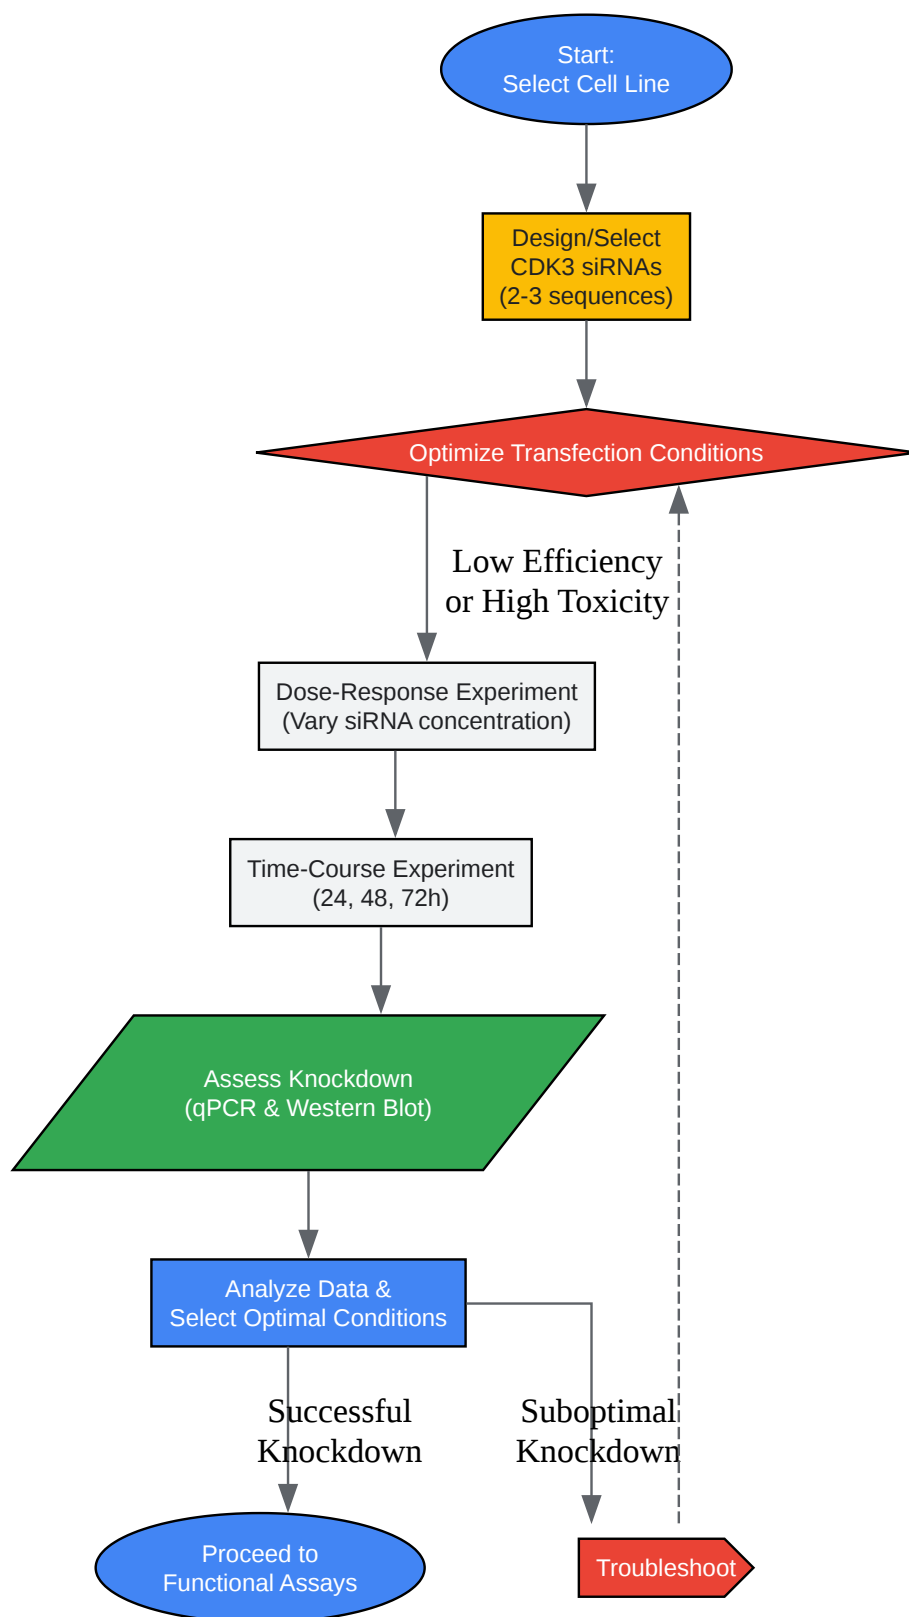 Start:
Select Cell Line
Design/Select
CDK3 siRNAs
(2-3 sequences)
Optimize Transfection Conditions
Low Efficiency
or High Toxicity
Dose-Response Experiment
(Vary siRNA concentration)
Time-Course Experiment
(24, 48, 72h)
Assess Knockdown
(qPCR & Western Blot)
Analyze Data &
Select Optimal Conditions
Successful
Knockdown
Suboptimal
Knockdown
Proceed to
Functional Assays
Troubleshoot